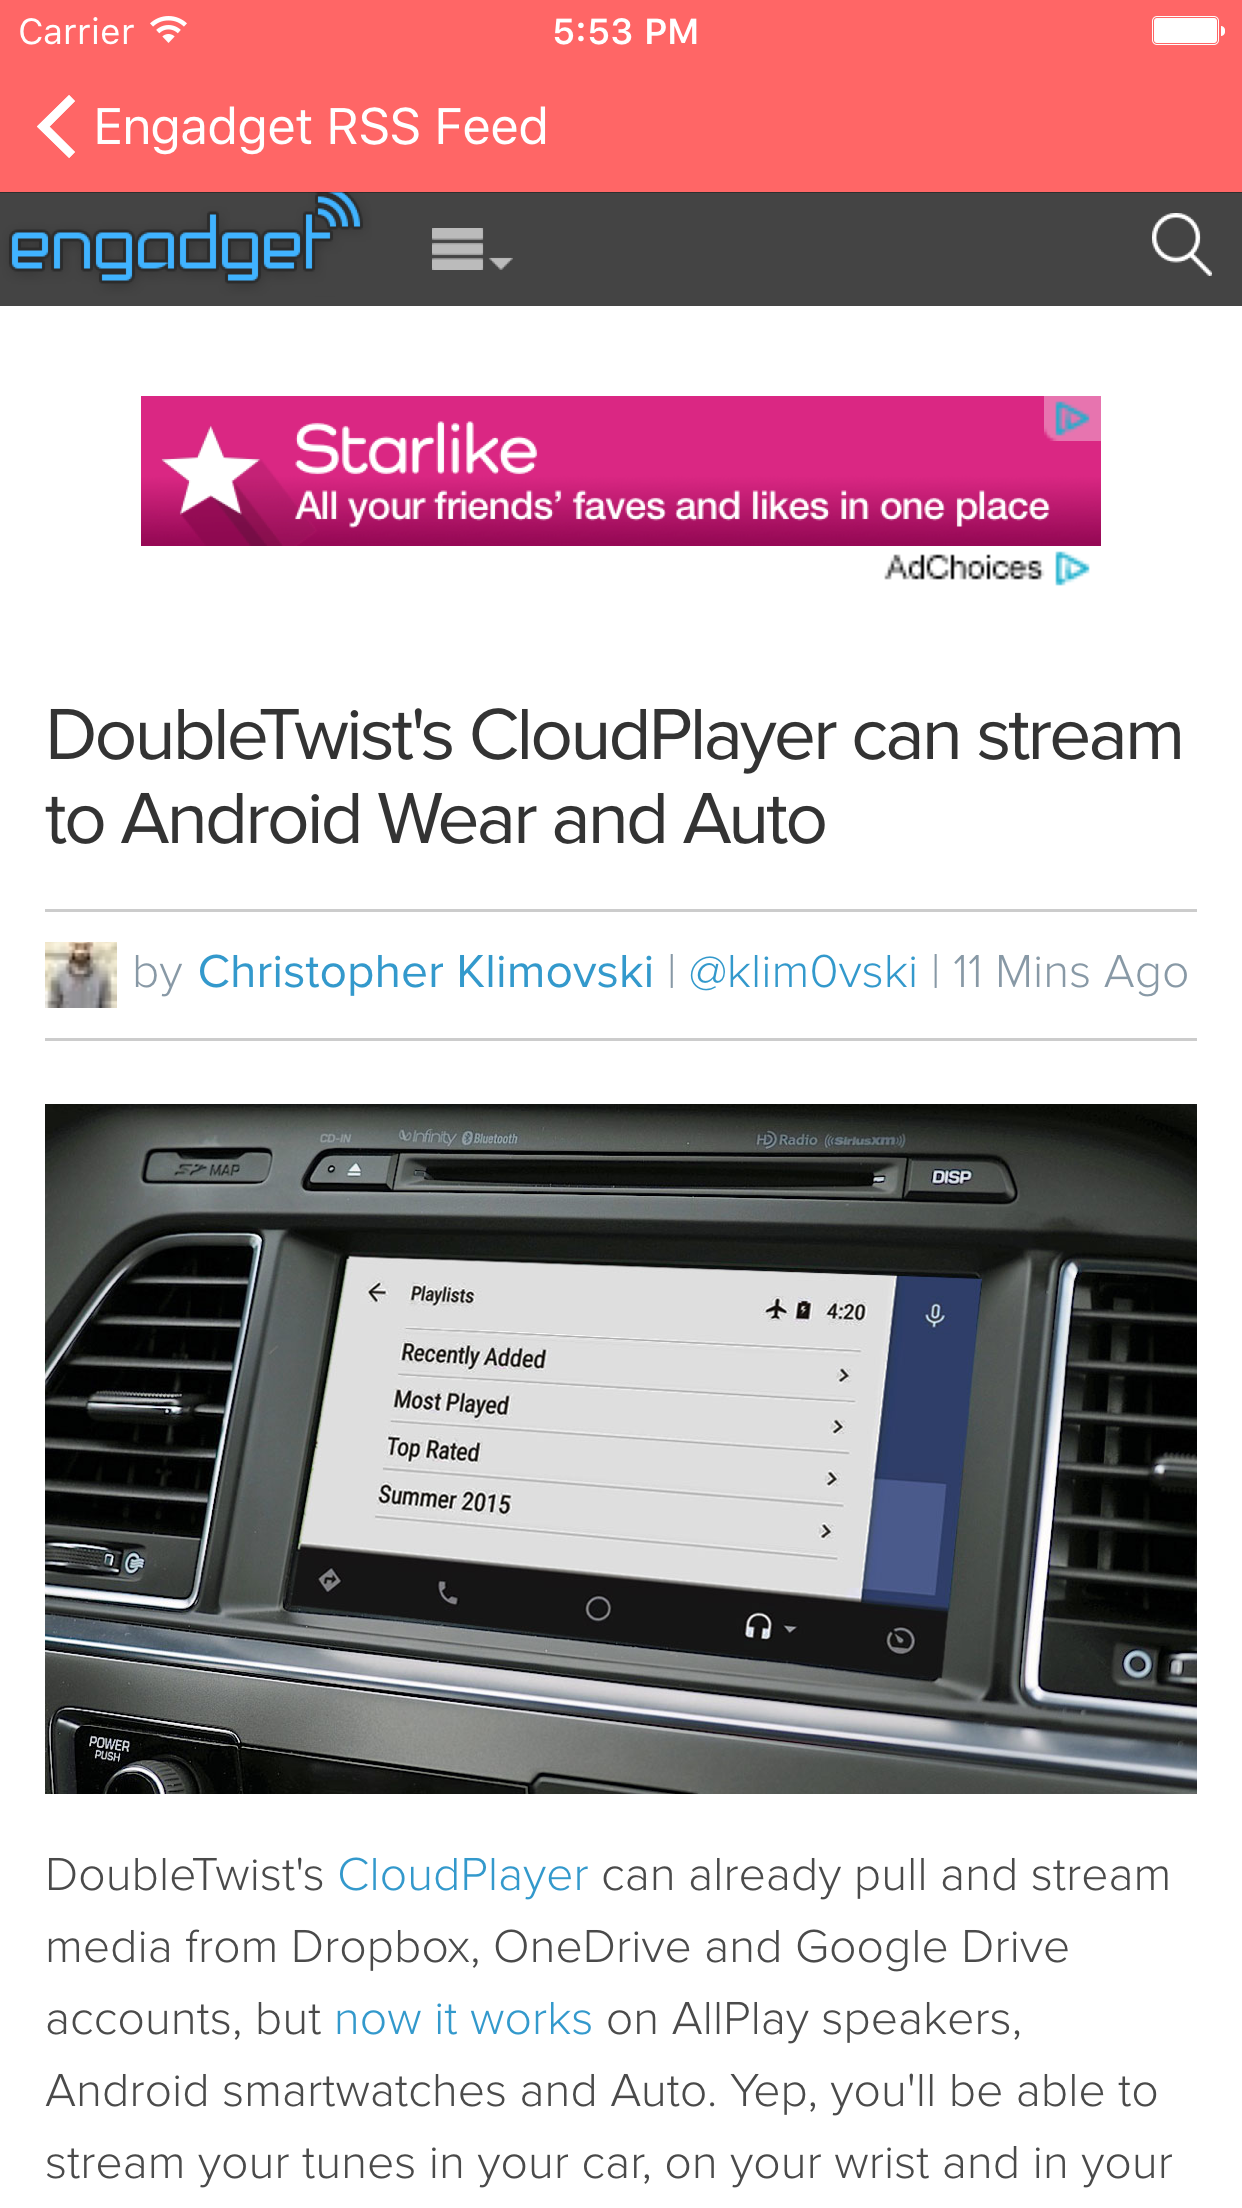 Carrier 5:53 PM
Engadget RSS Feed
engadget
Starlike
All your friends' faves and likes in one place
AdChoices
DoubleTwist's CloudPlayer can stream
to Android Wear and Auto
by Christopher Klimovski | @klim0vski | 11 Mins Ago
CD-IN Infinity Bluetooth HD Radio ((SiriusXM))
MAP DISP
Playlists 4:20
Recently Added
Most Played
Top Rated
Summer 2015
POWER
PUSH
DoubleTwist's CloudPlayer can already pull and stream
media from Dropbox, OneDrive and Google Drive
accounts, but now it works on AllPlay speakers,
Android smartwatches and Auto. Yep, you'll be able to
stream your tunes in your car, on your wrist and in your